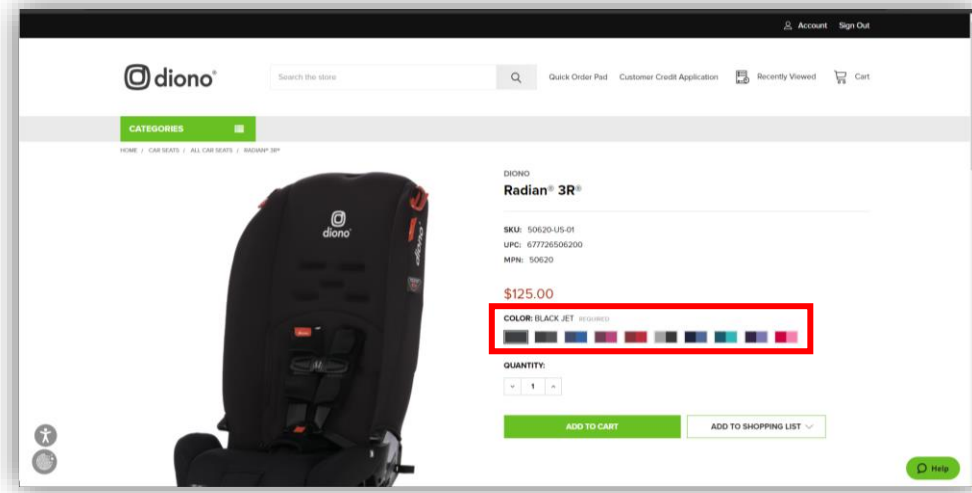 Account Sign Out
diono®
Search the store
Quick Order Pad Customer Credit Application Recently Viewed Cart
CATEGORIES
HOME / CAR SEATS / ALL CAR SEATS / RADIAN® 3R®
DIONO
Radian® 3R®
SKU: 50620-US-01
UPC: 677726506200
MPN: 50620
$125.00
COLOR: BLACK JET REQUIRED
QUANTITY:
1
ADD TO CART ADD TO SHOPPING LIST
diono
diono
Help